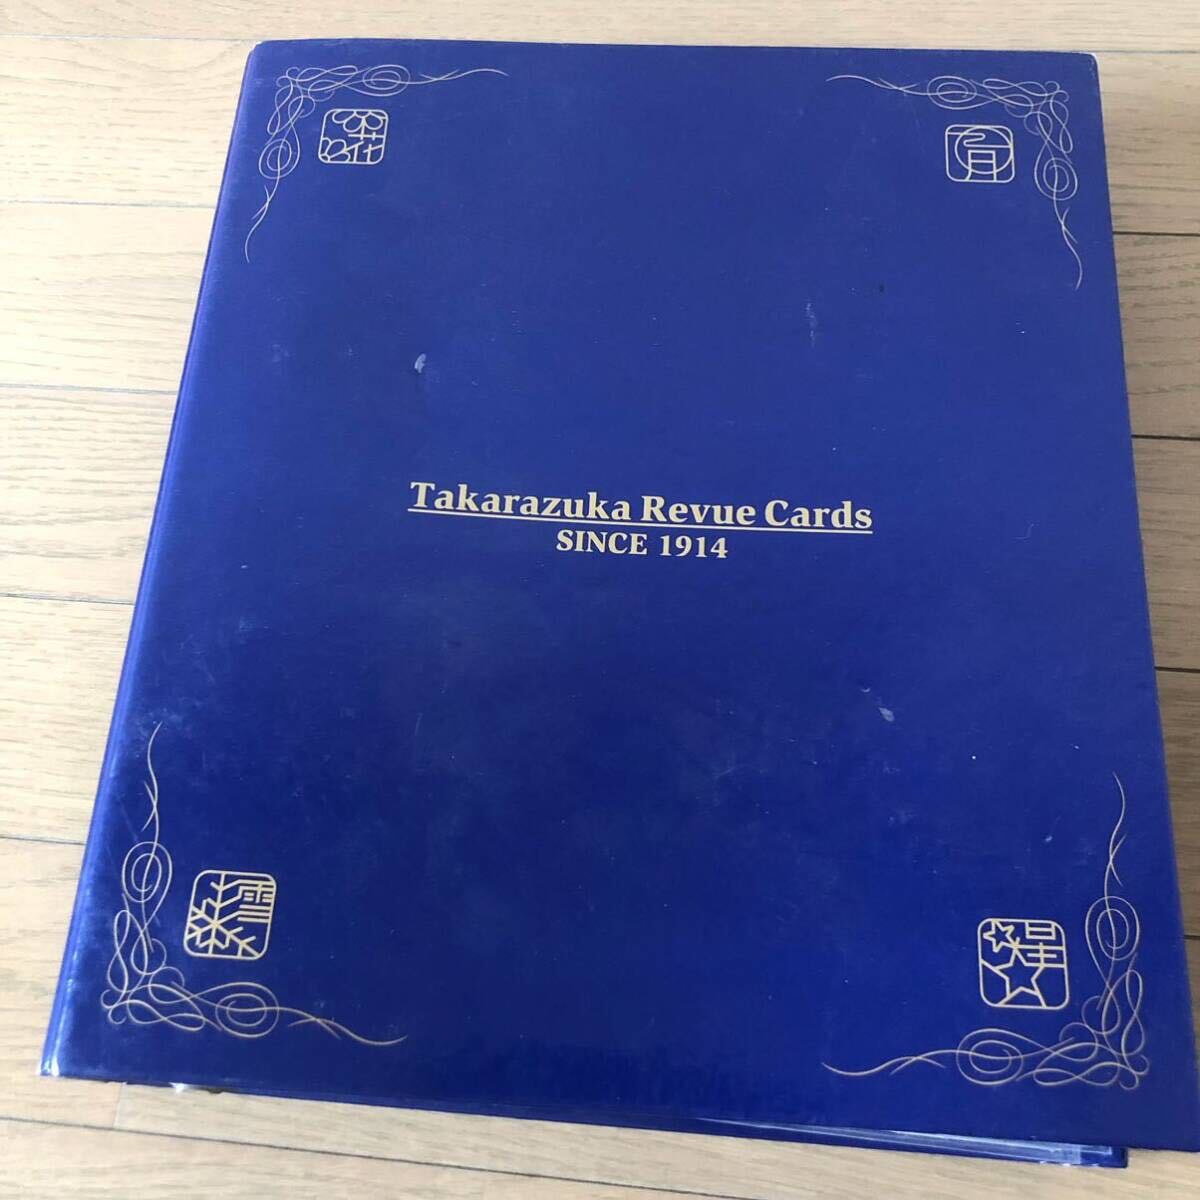 花
月
Takarazuka Revue Cards
SINCE 1914
雪
星